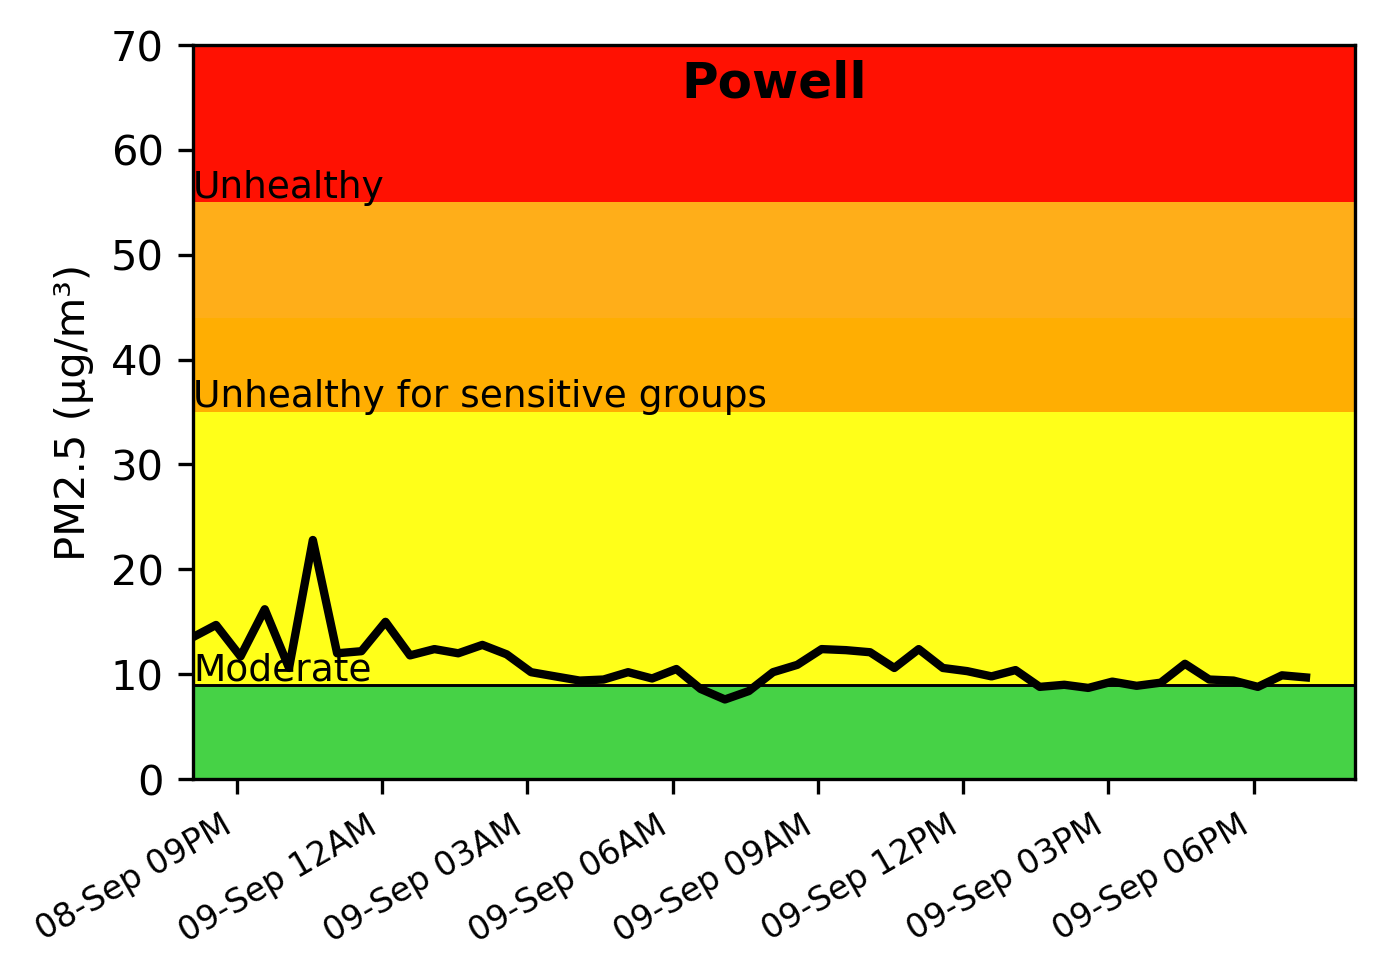 Powell
70
60
50
40
30
20
10
0
PM2.5 (µg/m³)
Unhealthy
Unhealthy for sensitive groups
Moderate
08-Sep 09PM
09-Sep 12AM
09-Sep 03AM
09-Sep 06AM
09-Sep 09AM
09-Sep 12PM
09-Sep 03PM
09-Sep 06PM